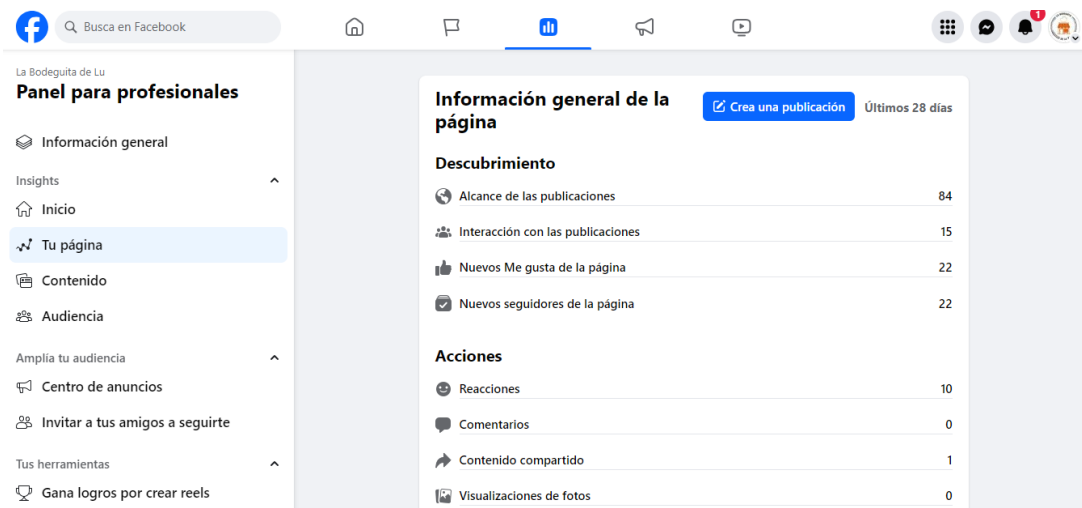 Busca en Facebook
1
La Bodeguita de Lu
Panel para profesionales
Información general
Insights
Inicio
Tu página
Contenido
Audiencia
Amplía tu audiencia
Centro de anuncios
Invitar a tus amigos a seguirte
Tus herramientas
Gana logros por crear reels
Información general de la
página
Crea una publicación
Últimos 28 días
Descubrimiento
Alcance de las publicaciones 84
Interacción con las publicaciones 15
Nuevos Me gusta de la página 22
Nuevos seguidores de la página 22
Acciones
Reacciones 10
Comentarios 0
Contenido compartido 1
Visualizaciones de fotos 0